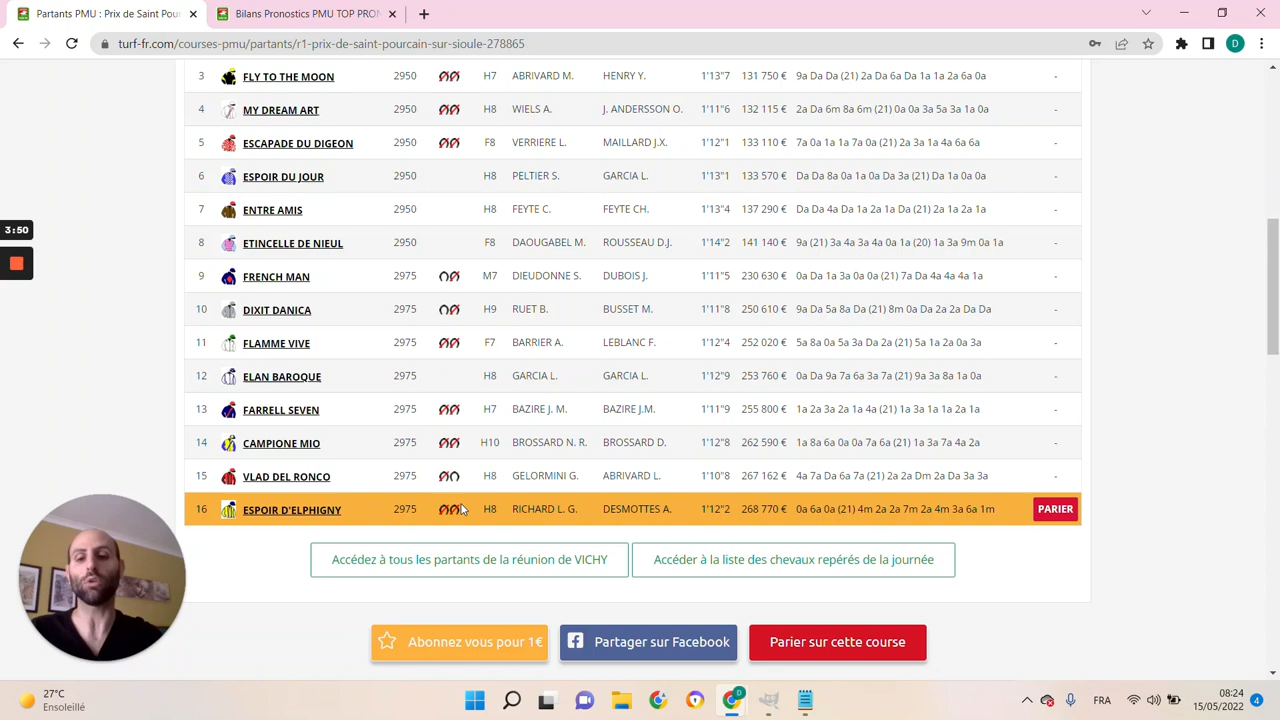 Partants PMU : Prix de Saint Pour
Bilans Pronostics PMU TOP PRON
turf-fr.com/courses-pmu/partants/r1-prix-de-saint-pourcain-sur-sioule-278865
D
3 FLY TO THE MOON 2950 H7 ABRIVARD M. HENRY Y. 1'13"7 131 750 € 9a Da Da (21) 2a Da 6a Da 1a 1a 2a 6a 0a -
4 MY DREAM ART 2950 H8 WIELS A. J. ANDERSSON O. 1'11"6 132 115 € 2a Da 6m 8a 6m (21) 0a 0a 3a 5a 3a 1a 0a -
5 ESCAPADE DU DIGEON 2950 F8 VERRIERE L. MAILLARD J.X. 1'12"1 133 110 € 7a 0a 1a 1a 7a 0a (21) 2a 3a 1a 4a 6a 6a -
6 ESPOIR DU JOUR 2950 H8 PELTIER S. GARCIA L. 1'13"1 133 570 € Da Da 8a 0a 1a 0a Da 3a (21) Da 1a 0a 0a -
7 ENTRE AMIS 2950 H8 FEYTE C. FEYTE CH. 1'13"4 137 290 € Da Da 4a Da 1a 2a 1a Da (21) 2a 1a 2a 1a -
8 ETINCELLE DE NIEUL 2950 F8 DAOUGABEL M. ROUSSEAU D.J. 1'14"2 141 140 € 9a (21) 3a 4a 3a 4a 0a 1a (20) 1a 3a 9m 0a 1a -
9 FRENCH MAN 2975 M7 DIEUDONNE S. DUBOIS J. 1'11"5 230 630 € 0a Da 1a 3a 0a 0a (21) 7a Da 4a 4a 4a 1a -
10 DIXIT DANICA 2975 H9 RUET B. BUSSET M. 1'11"8 250 610 € 9a Da 5a 8a Da (21) 8m 0a Da 2a 2a Da Da -
11 FLAMME VIVE 2975 F7 BARRIER A. LEBLANC F. 1'12"4 252 020 € 5a 8a 0a 5a 3a Da 2a (21) 5a 1a 2a 0a 3a -
12 ELAN BAROQUE 2975 H8 GARCIA L. GARCIA L. 1'12"9 253 760 € 0a Da 9a 7a 6a 3a 7a (21) 9a 3a 8a 1a 0a -
13 FARRELL SEVEN 2975 H7 BAZIRE J. M. BAZIRE J.M. 1'11"9 255 800 € 1a 2a 3a 2a 1a 4a (21) 1a 3a 1a 1a 2a 1a -
14 CAMPIONE MIO 2975 H10 BROSSARD N. R. BROSSARD D. 1'12"8 262 590 € 1a 8a 6a 0a 0a 7a 6a (21) 1a 3a 7a 4a 2a -
15 VLAD DEL RONCO 2975 H8 GELORMINI G. ABRIVARD L. 1'10"8 267 162 € 4a 7a Da 6a 7a (21) 2a 2a Dm 2a Da 3a 3a -
16 ESPOIR D'ELPHIGNY 2975 H8 RICHARD L. G. DESMOTTES A. 1'12"2 268 770 € 0a 6a 0a (21) 4m 2a 2a 7m 2a 4m 3a 6a 1m PARIER
3:50
Accédez à tous les partants de la réunion de VICHY
Accéder à la liste des chevaux repérés de la journée
Abonnez vous pour 1€
Partager sur Facebook
Parier sur cette course
27°C
Ensoleillé
D
FRA
08:24
15/05/2022
4